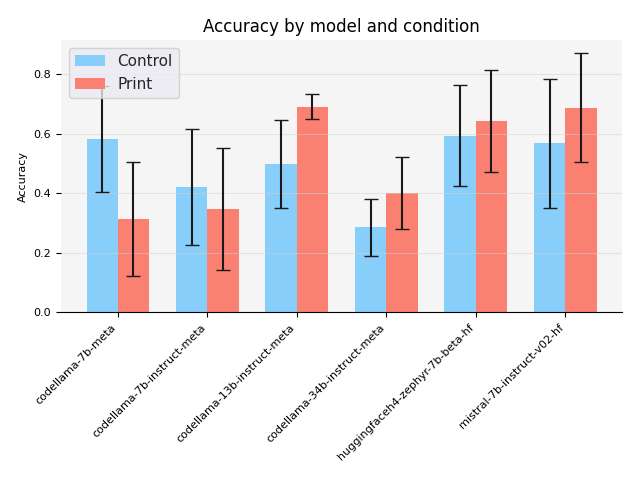 Accuracy by model and condition
Control
Print
Accuracy
0.8
0.6
0.4
0.2
0.0
codellama-7b-meta
codellama-7b-instruct-meta
codellama-13b-instruct-meta
codellama-34b-instruct-meta
huggingfaceh4-zephyr-7b-beta-hf
mistral-7b-instruct-v02-hf